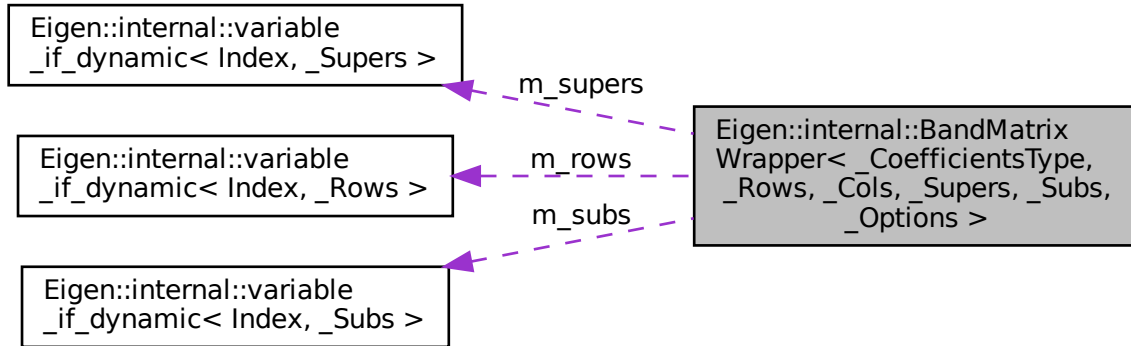 Eigen::internal::variable
_if_dynamic< Index, _Supers >
m_supers
Eigen::internal::BandMatrix
Wrapper< _CoefficientsType,
_Rows, _Cols, _Supers, _Subs,
_Options >
Eigen::internal::variable
_if_dynamic< Index, _Rows >
m_rows
m_subs
Eigen::internal::variable
_if_dynamic< Index, _Subs >